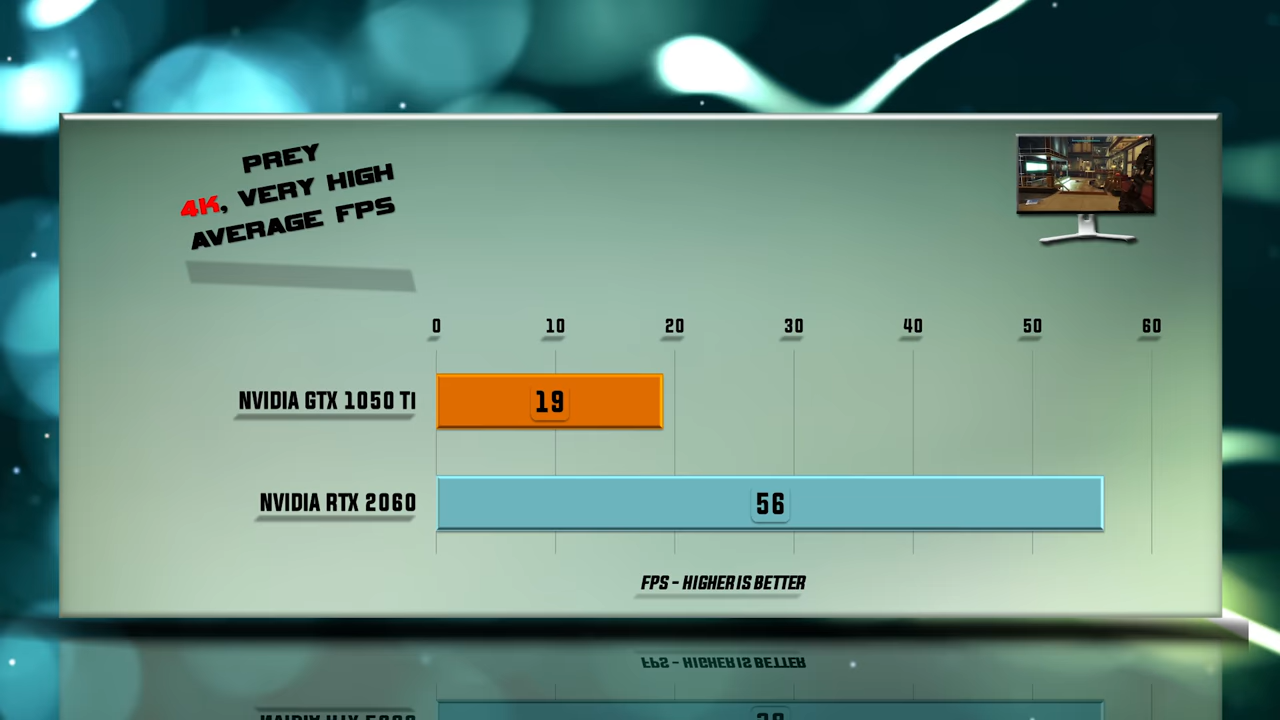 PREY
4K, VERY HIGH
AVERAGE FPS
0 10 20 30 40 50 60
NVIDIA GTX 1050 TI
19
NVIDIA RTX 2060
56
FPS - HIGHER IS BETTER